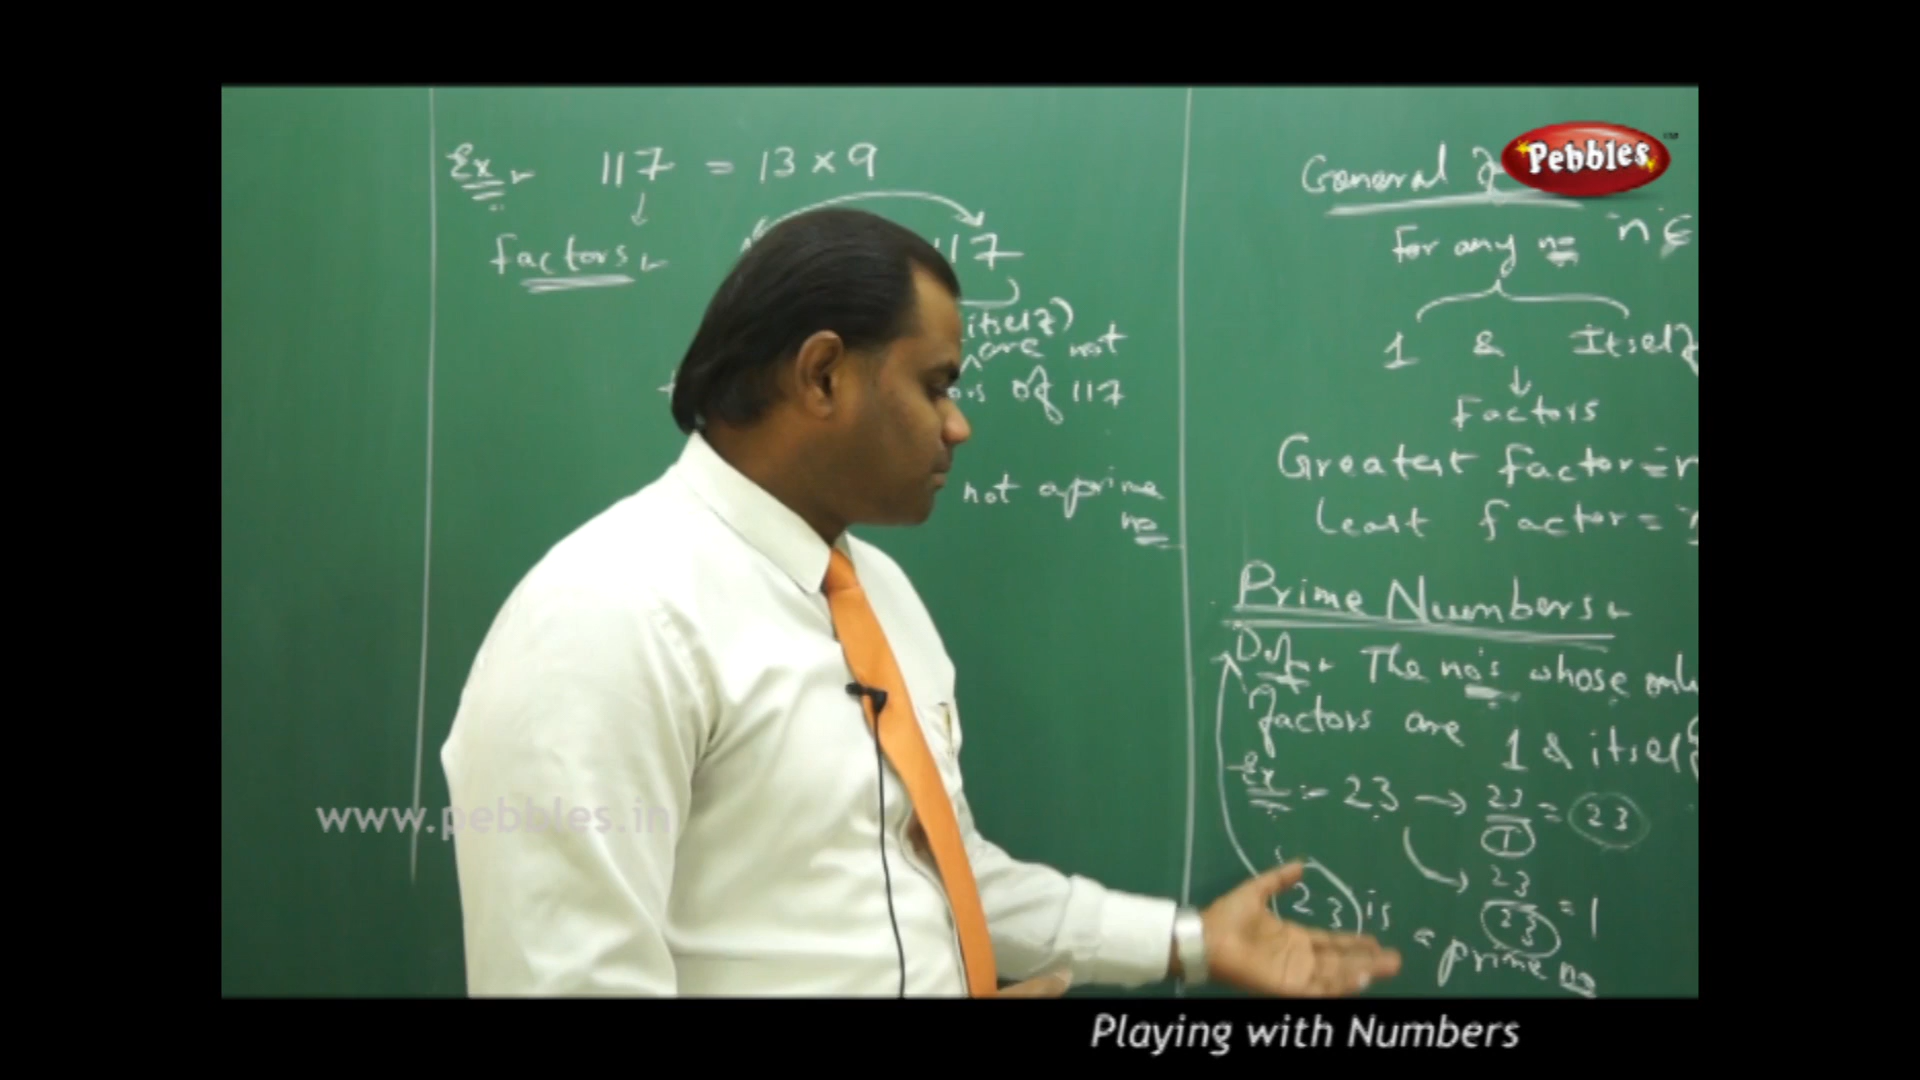 Ex 117 = 13 × 9
factors 117
itself)
are not
ors of 117
not a prime
no
General
For any no "n" ∈
1 & Itself
Factors
Greatest factor =
Least factor =
Prime Numbers
Def The no's whose only
factors are 1 & itself
Ex :- 23 → 23/1 = 23
23/23 = 1
23 is a prime no
Pebbles
www.pebbles.in
Playing with Numbers